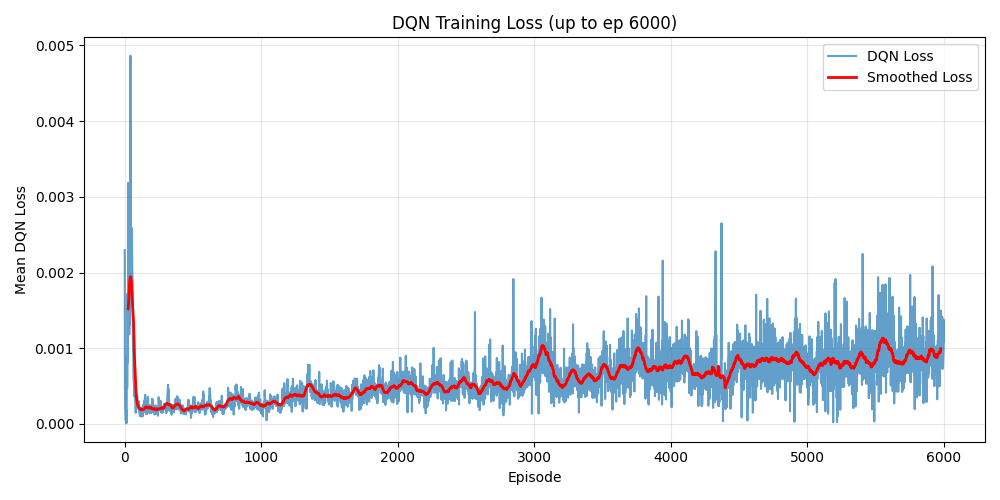 DQN Training Loss (up to ep 6000)
DQN Loss
Smoothed Loss
0.005
0.004
0.003
0.002
0.001
0.000
Mean DQN Loss
0 1000 2000 3000 4000 5000 6000
Episode